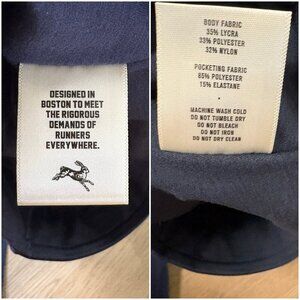 DESIGNED IN
BOSTON TO MEET
THE RIGOROUS
DEMANDS OF
RUNNERS
EVERYWHERE.
BODY FABRIC
35% LYCRA
33% POLYESTER
32% NYLON
POCKETING FABRIC
85% POLYESTER
15% ELASTANE
MACHINE WASH COLD
DO NOT TUMBLE DRY
DO NOT BLEACH
DO NOT IRON
DO NOT DRY CLEAN